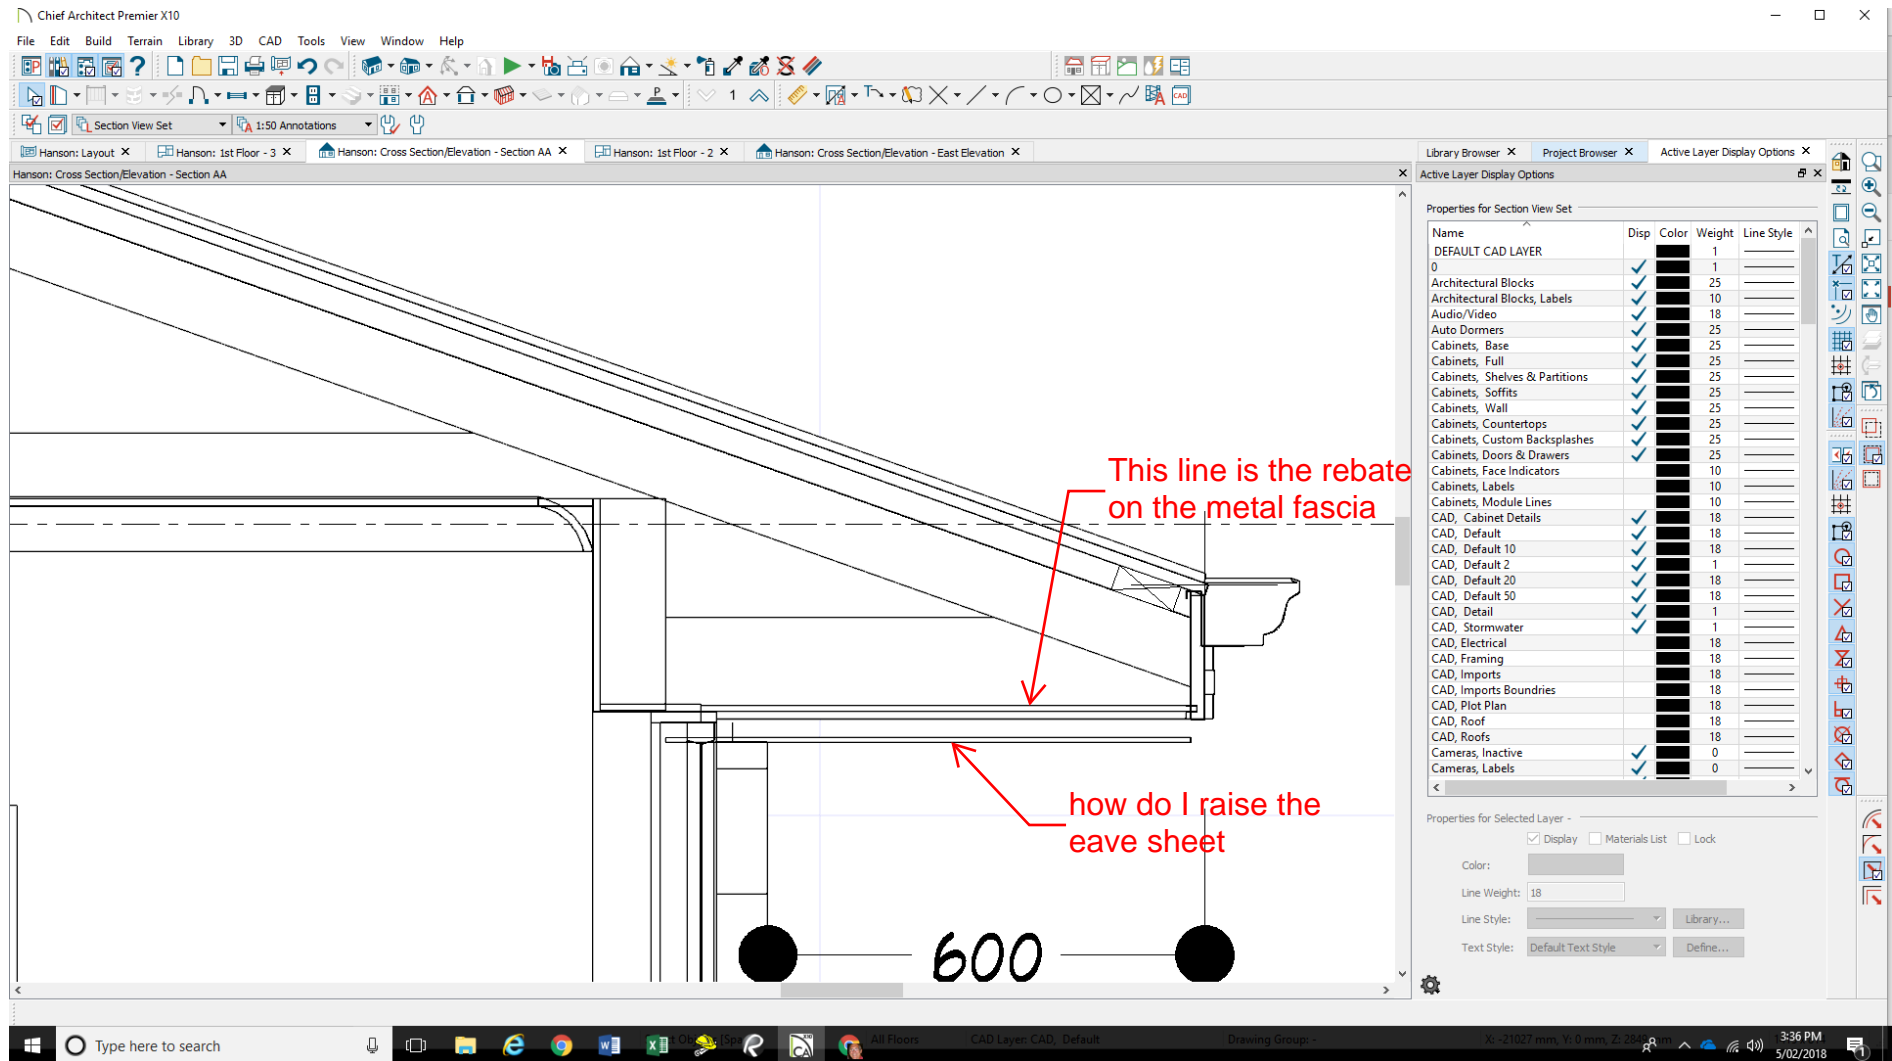 Chief Architect Premier X10
File Edit Build Terrain Library 3D CAD Tools View Window Help
1
CAD
Section View Set 1:50 Annotations
Hanson: Layout Hanson: 1st Floor - 3 Hanson: Cross Section/Elevation - Section AA Hanson: 1st Floor - 2 Hanson: Cross Section/Elevation - East Elevation
Library Browser Project Browser Active Layer Display Options
Hanson: Cross Section/Elevation - Section AA
Active Layer Display Options
Properties for Section View Set
Name Disp Color Weight Line Style
DEFAULT CAD LAYER 1
0 1
Architectural Blocks 25
Architectural Blocks, Labels 10
Audio/Video 18
Auto Dormers 25
Cabinets, Base 25
Cabinets, Full 25
Cabinets, Shelves & Partitions 25
Cabinets, Soffits 25
Cabinets, Wall 25
Cabinets, Countertops 25
Cabinets, Custom Backsplashes 25
Cabinets, Doors & Drawers 25
Cabinets, Face Indicators 10
Cabinets, Labels 10
Cabinets, Module Lines 10
CAD, Cabinet Details 18
CAD, Default 18
CAD, Default 10 18
CAD, Default 2 1
CAD, Default 20 18
CAD, Default 50 18
CAD, Detail 1
CAD, Stormwater 1
CAD, Electrical 18
CAD, Framing 18
CAD, Imports 18
CAD, Imports Boundries 18
CAD, Plot Plan 18
CAD, Roof 18
CAD, Roofs 18
Cameras, Inactive 0
Cameras, Labels 0
This line is the rebate
on the metal fascia
how do I raise the
eave sheet
600
Properties for Selected Layer -
Display Materials List Lock
Color:
Line Weight: 18
Line Style: Library...
Text Style: Default Text Style Define...
Type here to search
All Floors CAD Layer: CAD, Default Drawing Group: - X: -21027 mm, Y: 0 mm, Z: 284
3:36 PM
5/02/2018